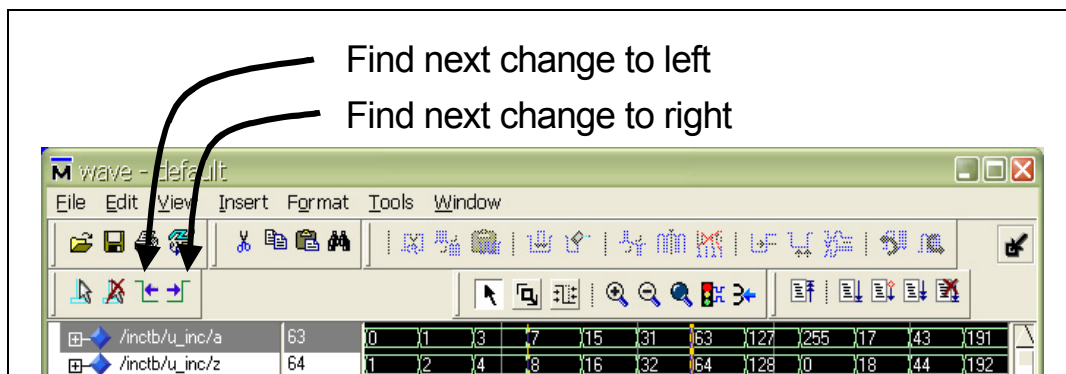 Find next change to left
Find next change to right
M wave - default
File Edit View Insert Format Tools Window
/inctb/u_inc/a 63 0 1 3 7 15 31 63 127 255 17 43 191
/inctb/u_inc/z 64 1 2 4 8 16 32 64 128 0 18 44 192